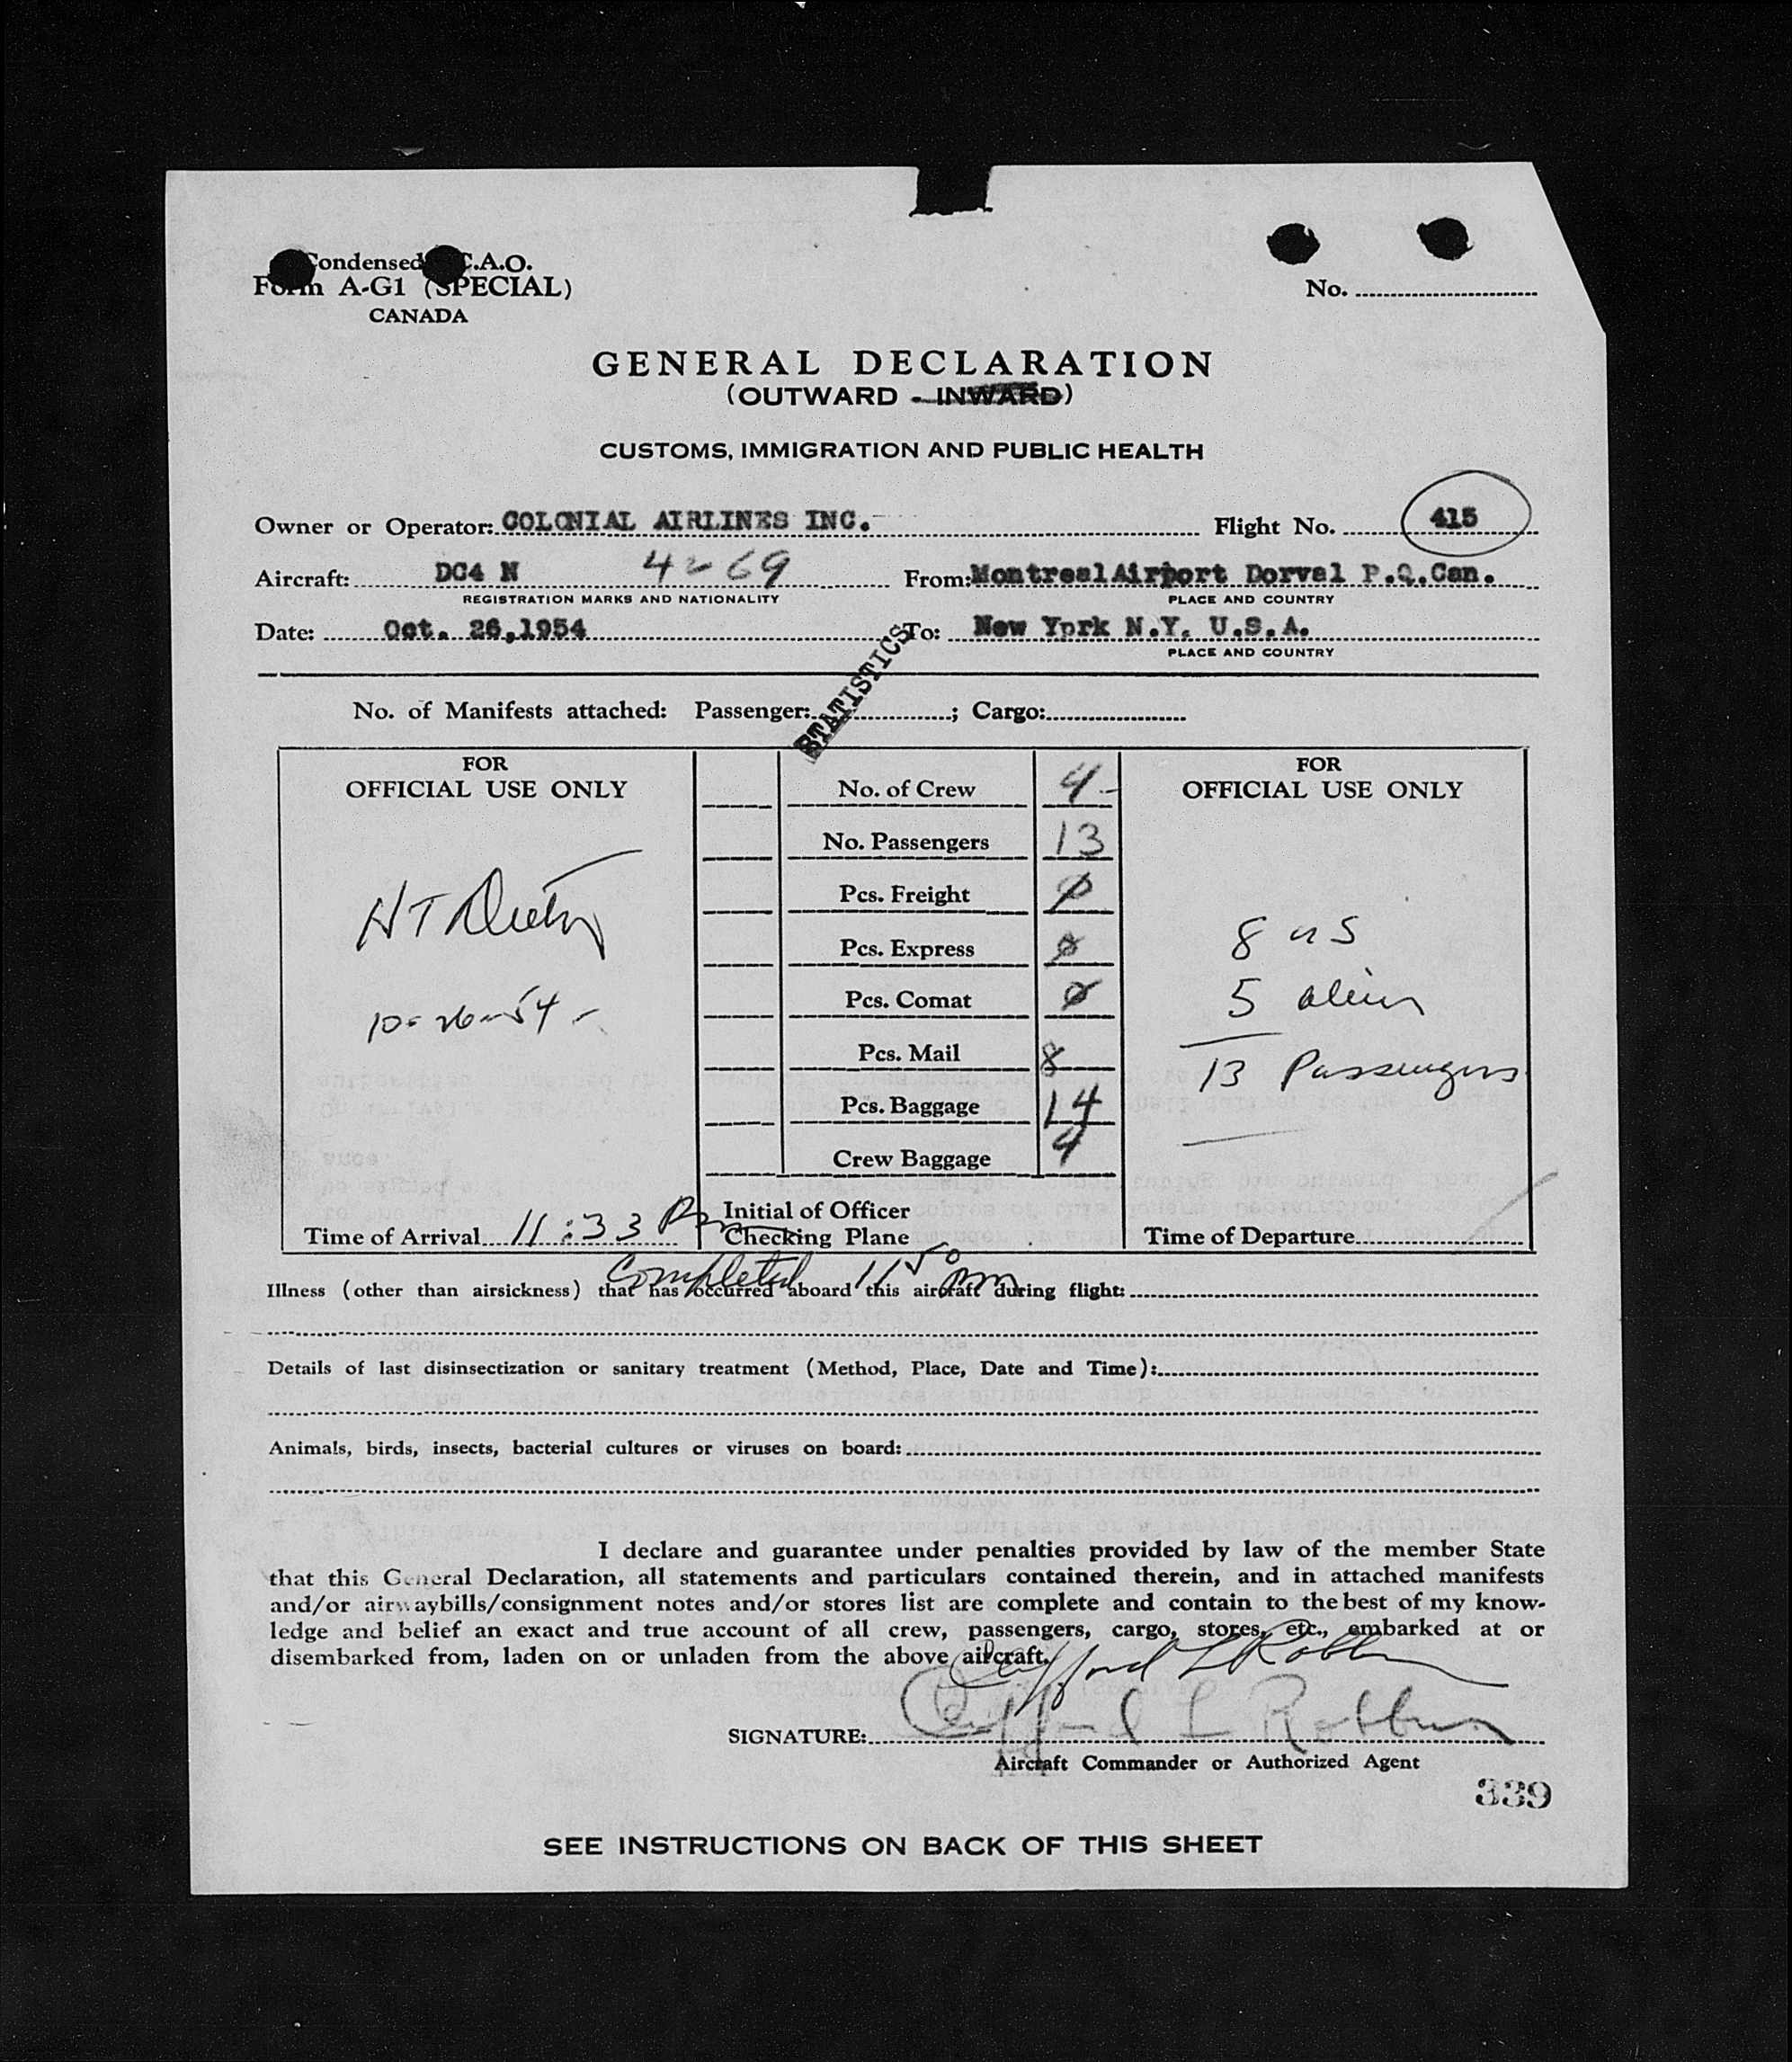 Condensed I.C.A.O.
Form A-G1 (SPECIAL)
CANADA
No.
GENERAL DECLARATION
(OUTWARD - INWARD)
CUSTOMS, IMMIGRATION AND PUBLIC HEALTH
Owner or Operator: COLONIAL AIRLINES INC. Flight No. 415
Aircraft: DC4 N 4269 From: Montreal Airport Dorval P.Q. Can.
REGISTRATION MARKS AND NATIONALITY PLACE AND COUNTRY
Date: Oct. 26, 1954 To: New Yprk N.Y. U.S.A.
PLACE AND COUNTRY
STATISTICS
No. of Manifests attached: Passenger: ; Cargo:
FOR
OFFICIAL USE ONLY
HT
10-26-54
Time of Arrival 11:33 Pm
No. of Crew 4
No. Passengers 13
Pcs. Freight 0
Pcs. Express 0
Pcs. Comat 0
Pcs. Mail 8
Pcs. Baggage 14
Crew Baggage 4
Initial of Officer
Checking Plane
FOR
OFFICIAL USE ONLY
8 US
5 alien
13 Passengers
Time of Departure
Completed 11 50 pm
Illness (other than airsickness) that has occurred aboard this aircraft during flight:
Details of last disinsectization or sanitary treatment (Method, Place, Date and Time):
Animals, birds, insects, bacterial cultures or viruses on board:
I declare and guarantee under penalties provided by law of the member State
that this General Declaration, all statements and particulars contained therein, and in attached manifests
and/or airwaybills/consignment notes and/or stores list are complete and contain to the best of my know-
ledge and belief an exact and true account of all crew, passengers, cargo, stores, etc., embarked at or
disembarked from, laden on or unladen from the above aircraft.
Clifford L Robbins
SIGNATURE: Clifford L Robbins
Aircraft Commander or Authorized Agent
339
SEE INSTRUCTIONS ON BACK OF THIS SHEET